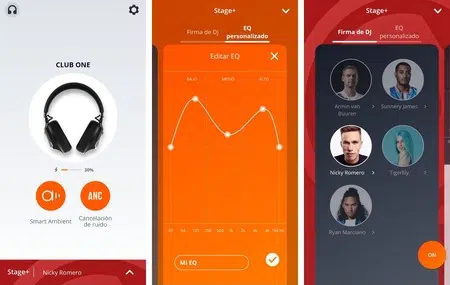 CLUB ONE
20%
ANC
Smart Ambient
Cancelación
de ruido
Stage+
Nicky Romero
Stage+
Firma de DJ
EQ
personalizado
Editar EQ
BAJO
MEDIO
ALTO
Mi EQ
Stage+
Firma de DJ
EQ
personalizado
Armin van
Buuren
Sunnery James
Nicky Romero
Tigerlily
Ryan Marciano
ON